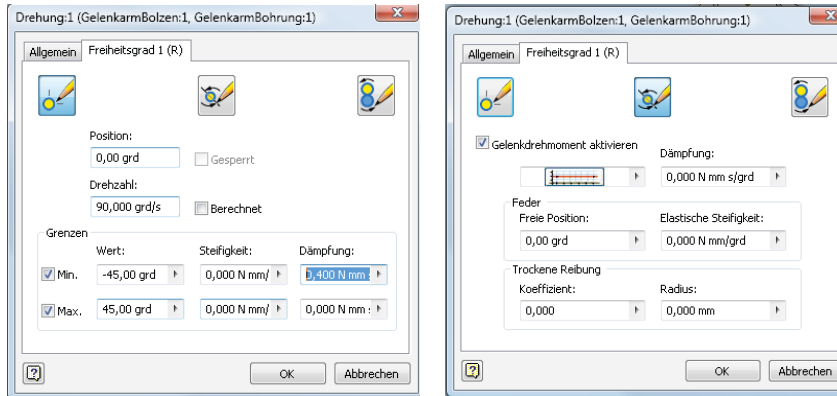 Drehung:1 (GelenkarmBolzen:1, GelenkarmBohrung:1)
Allgemein Freiheitsgrad 1 (R)
Position:
0,00 grd Gesperrt
Drehzahl:
90,000 grd/s Berechnet
Grenzen
Wert: Steifigkeit: Dämpfung:
Min. -45,00 grd 0,000 N mm/ 0,400 N mm
Max. 45,00 grd 0,000 N mm/ 0,000 N mm :
OK Abbrechen
Drehung:1 (GelenkarmBolzen:1, GelenkarmBohrung:1)
Allgemein Freiheitsgrad 1 (R)
Gelenkdrehmoment aktivieren
Dämpfung:
0,000 N mm s/grd
Feder
Freie Position: Elastische Steifigkeit:
0,00 grd 0,000 N mm/grd
Trockene Reibung
Koeffizient: Radius:
0,000 0,000 mm
OK Abbrechen